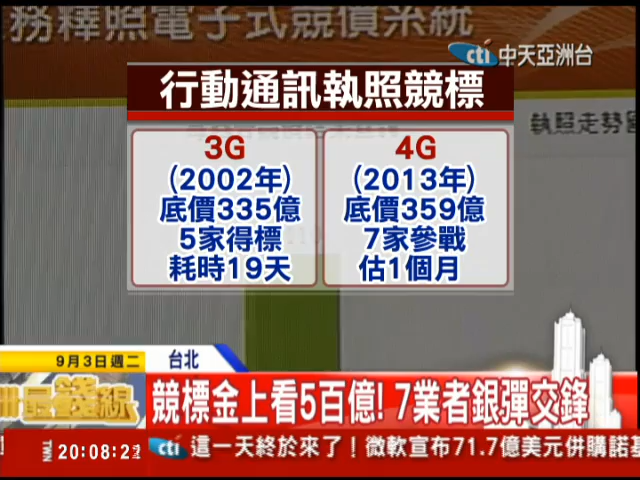 務釋照電子式競價系統
cti 中天亞洲台
行動通訊執照競標
執照走勢圖
3G
(2002年)
底價335億
5家得標
耗時19天
4G
(2013年)
底價359億
7家參戰
估1個月
9月3日週二
台北
最錢線
競標金上看5百億! 7業者銀彈交鋒
20:08:2
cti 這一天終於來了!微軟宣布71.7億美元併購諾基